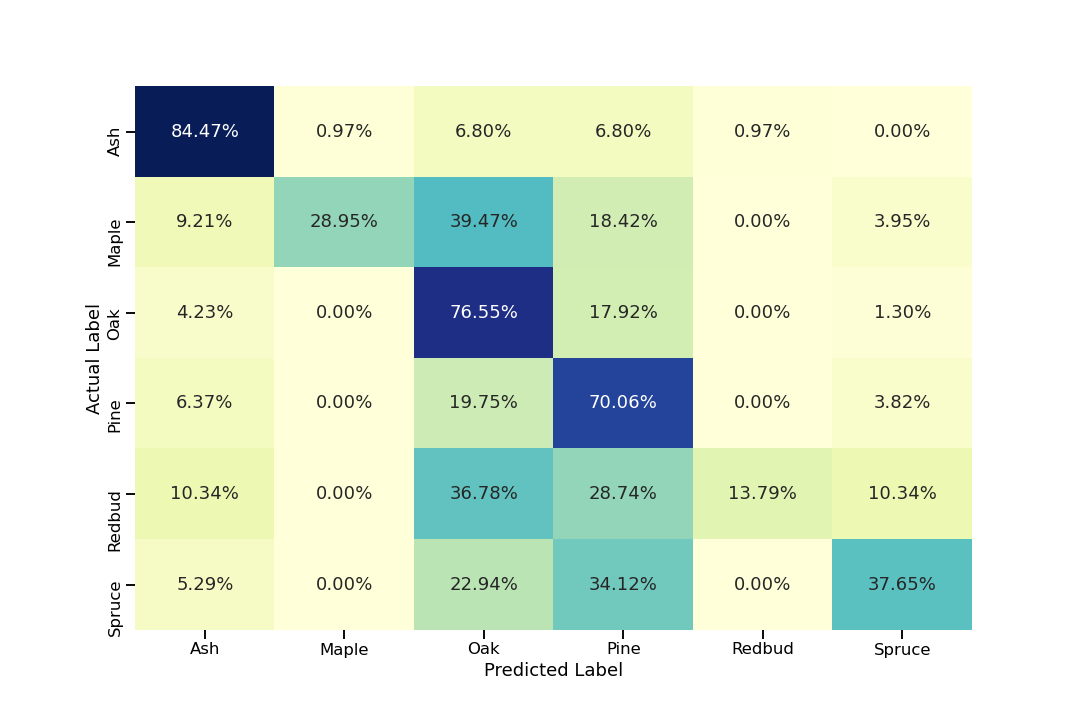 Actual Label
Ash 84.47% 0.97% 6.80% 6.80% 0.97% 0.00%
Maple 9.21% 28.95% 39.47% 18.42% 0.00% 3.95%
Oak 4.23% 0.00% 76.55% 17.92% 0.00% 1.30%
Pine 6.37% 0.00% 19.75% 70.06% 0.00% 3.82%
Redbud 10.34% 0.00% 36.78% 28.74% 13.79% 10.34%
Spruce 5.29% 0.00% 22.94% 34.12% 0.00% 37.65%
Ash Maple Oak Pine Redbud Spruce
Predicted Label